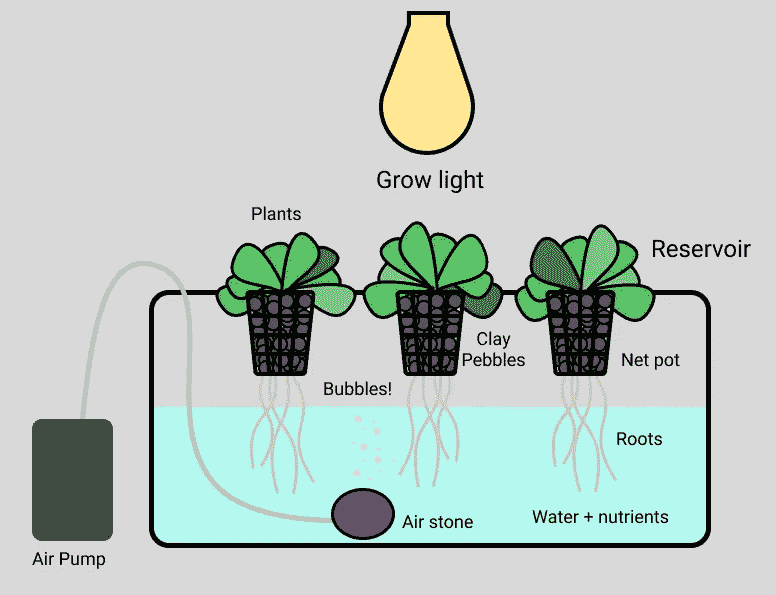 Grow light
Plants
Reservoir
Clay
Pebbles
Net pot
Bubbles!
Roots
Air stone
Water + nutrients
Air Pump